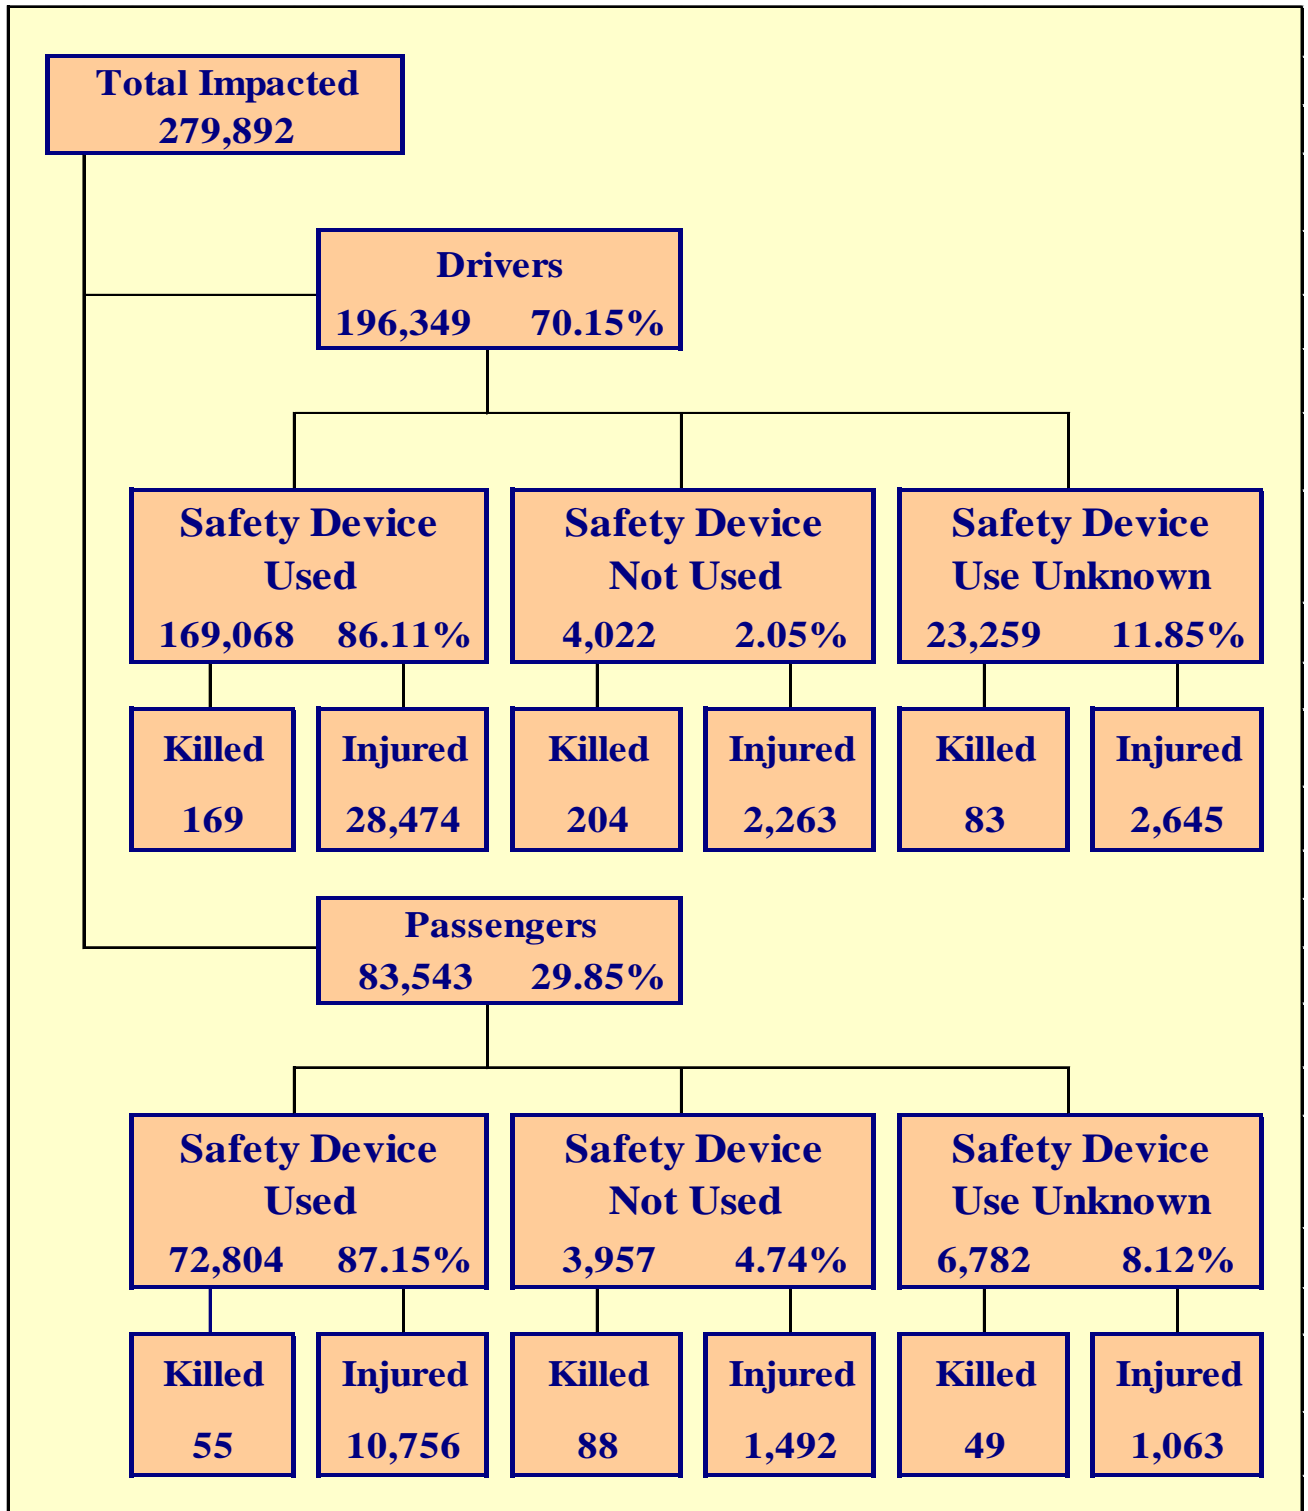 Total Impacted
279,892
Drivers
196,349 70.15%
Safety Device
Used
169,068 86.11%
Safety Device
Not Used
4,022 2.05%
Safety Device
Use Unknown
23,259 11.85%
Killed
169
Injured
28,474
Killed
204
Injured
2,263
Killed
83
Injured
2,645
Passengers
83,543 29.85%
Safety Device
Used
72,804 87.15%
Safety Device
Not Used
3,957 4.74%
Safety Device
Use Unknown
6,782 8.12%
Killed
55
Injured
10,756
Killed
88
Injured
1,492
Killed
49
Injured
1,063